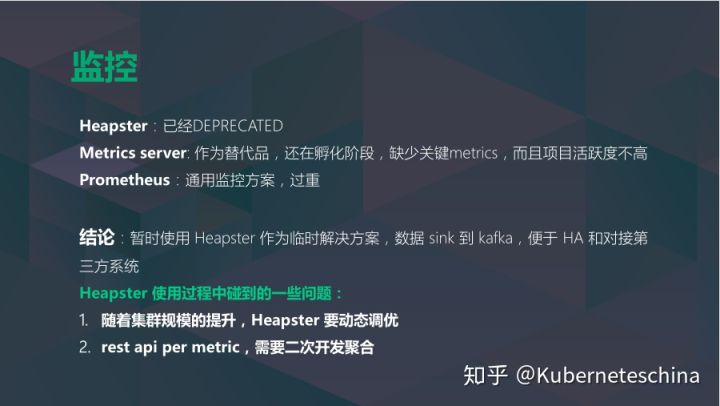 监控
Heapster：已经DEPRECATED
Metrics server: 作为替代品，还在孵化阶段，缺少关键metrics，而且项目活跃度不高
Prometheus：通用监控方案，过重
结论：暂时使用 Heapster 作为临时解决方案，数据 sink 到 kafka，便于 HA 和对接第
三方系统
Heapster 使用过程中碰到的一些问题：
1. 随着集群规模的提升，Heapster 要动态调优
2. rest api per metric，需要二次开发聚合
知乎 @Kuberneteschina